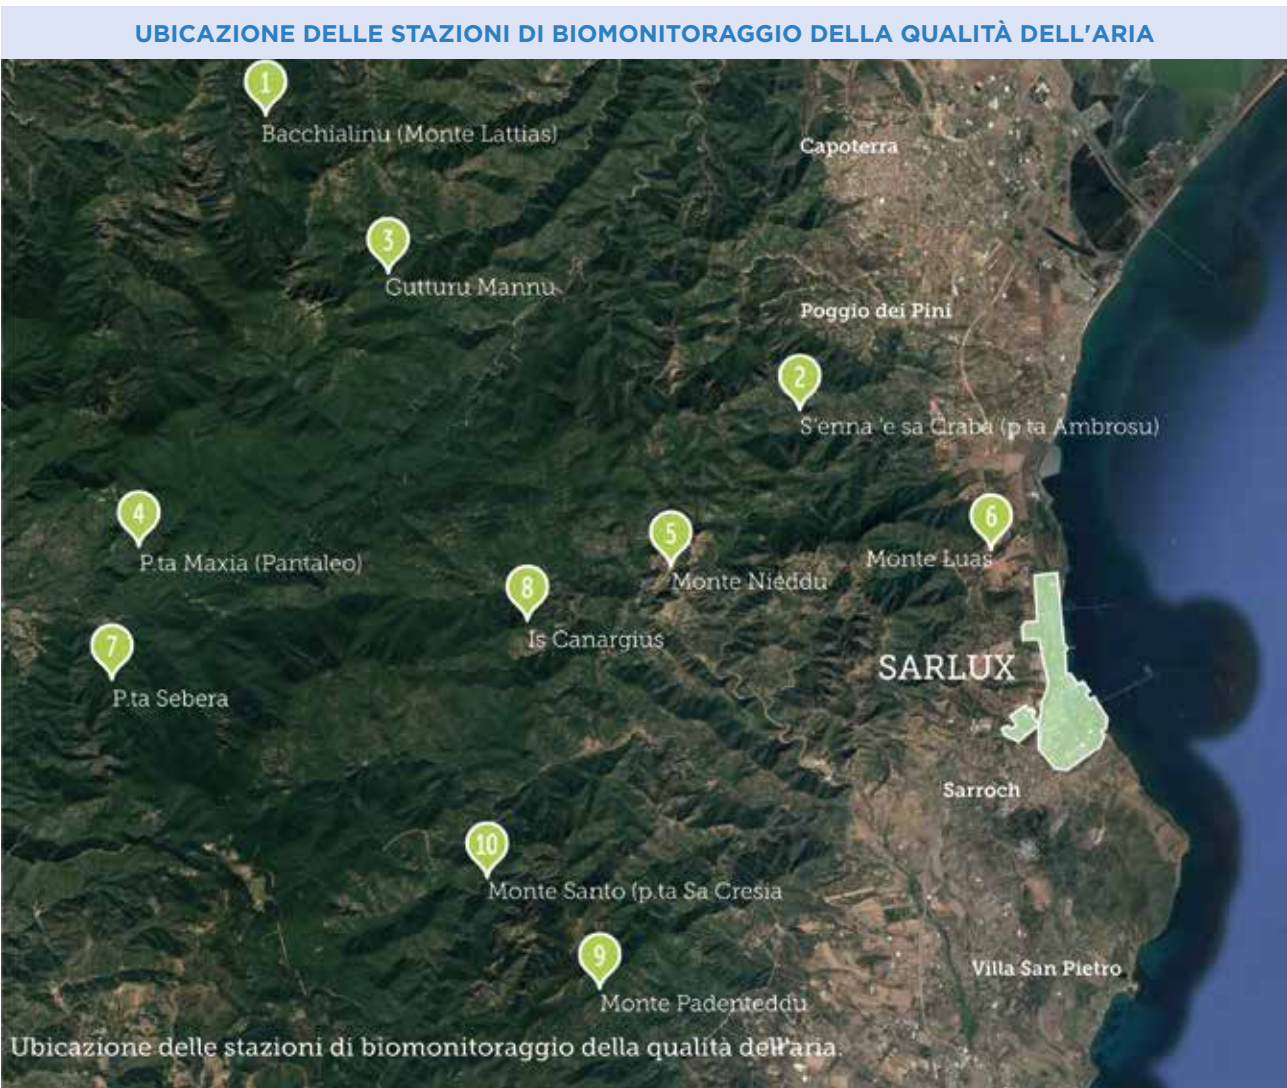 UBICAZIONE DELLE STAZIONI DI BIOMONITORAGGIO DELLA QUALITÀ DELL'ARIA
1
Bacchialinu (Monte Lattias)
Capoterra
3
Gutturu Mannu
Poggio dei Pini
2
S'enna 'e sa Craba (p.ta Ambrosu)
4
P.ta Maxia (Pantaleo)
5
Monte Nieddu
6
Monte Luas
8
Is Canargius
7
P.ta Sebera
SARLUX
Sarroch
10
Monte Santo (p.ta Sa Cresia
9
Monte Padenteddu
Villa San Pietro
Ubicazione delle stazioni di biomonitoraggio della qualità dell'aria.